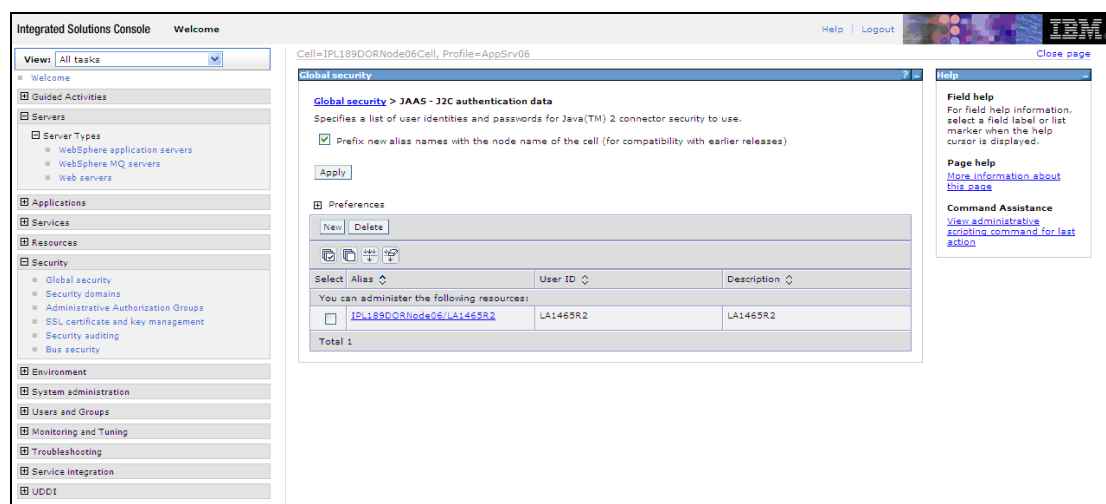 Integrated Solutions Console Welcome Help | Logout IBM
Cell=IPL189DORNode06Cell, Profile=AppSrv06 Close page
View: All tasks
Welcome
Guided Activities
Servers
Server Types
WebSphere application servers
WebSphere MQ servers
Web servers
Applications
Services
Resources
Security
Global security
Security domains
Administrative Authorization Groups
SSL certificate and key management
Security auditing
Bus security
Environment
System administration
Users and Groups
Monitoring and Tuning
Troubleshooting
Service integration
UDDI
Global security ? -
Global security > JAAS - J2C authentication data
Specifies a list of user identities and passwords for Java(TM) 2 connector security to use.
Prefix new alias names with the node name of the cell (for compatibility with earlier releases)
Apply
Preferences
New Delete
Select Alias User ID Description
You can administer the following resources:
IPL189DORNode06/LA1465R2 LA1465R2 LA1465R2
Total 1
Help -
Field help
For field help information,
select a field label or list
marker when the help
cursor is displayed.
Page help
More information about
this page
Command Assistance
View administrative
scripting command for last
action